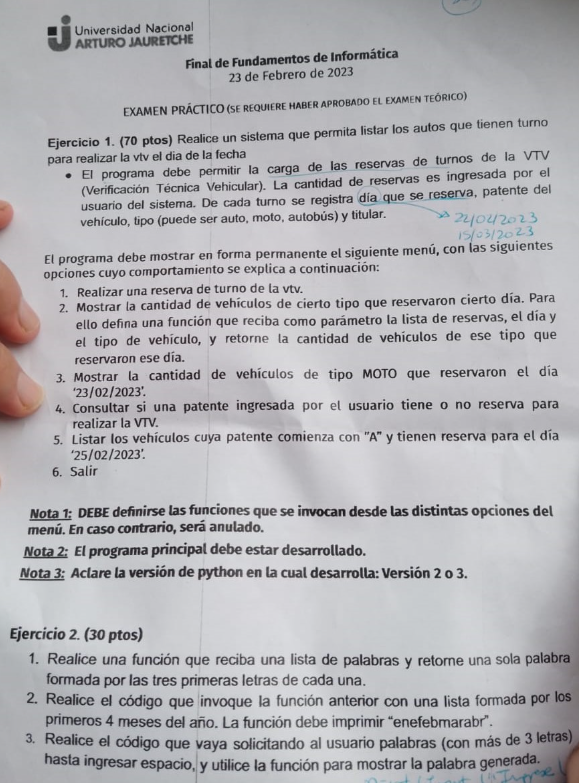 Universidad Nacional
ARTURO JAURETCHE
Final de Fundamentos de Informática
23 de Febrero de 2023
EXAMEN PRÁCTICO (SE REQUIERE HABER APROBADO EL EXAMEN TEÓRICO)
Ejercicio 1. (70 ptos) Realice un sistema que permita listar los autos que tienen turno
para realizar la vtv el dia de la fecha
• El programa debe permitir la carga de las reservas de turnos de la VTV
(Verificación Técnica Vehicular). La cantidad de reservas es ingresada por el
usuario del sistema. De cada turno se registra día que se reserva, patente del
vehículo, tipo (puede ser auto, moto, autobús) y titular.
22/02/2023
15/03/2023
El programa debe mostrar en forma permanente el siguiente menú, con las siguientes
opciones cuyo comportamiento se explica a continuación:
1. Realizar una reserva de turno de la vtv.
2. Mostrar la cantidad de vehículos de cierto tipo que reservaron cierto día. Para
ello defina una función que reciba como parámetro la lista de reservas, el día y
el tipo de vehículo, y retorne la cantidad de vehículos de ese tipo que
reservaron ese día.
3. Mostrar la cantidad de vehículos de tipo MOTO que reservaron el día
'23/02/2023'.
4. Consultar si una patente ingresada por el usuario tiene o no reserva para
realizar la VTV.
5. Listar los vehículos cuya patente comienza con "A" y tienen reserva para el día
'25/02/2023'.
6. Salir
Nota 1: DEBE definirse las funciones que se invocan desde las distintas opciones del
menú. En caso contrario, será anulado.
Nota 2: El programa principal debe estar desarrollado.
Nota 3: Aclare la versión de python en la cual desarrolla: Versión 2 o 3.
Ejercicio 2. (30 ptos)
1. Realice una función que reciba una lista de palabras y retorne una sola palabra
formada por las tres primeras letras de cada una.
2. Realice el código que invoque la función anterior con una lista formada por los
primeros 4 meses del año. La función debe imprimir "enefebmarabr".
3. Realice el código que vaya solicitando al usuario palabras (con más de 3 letras)
hasta ingresar espacio, y utilice la función para mostrar la palabra generada.